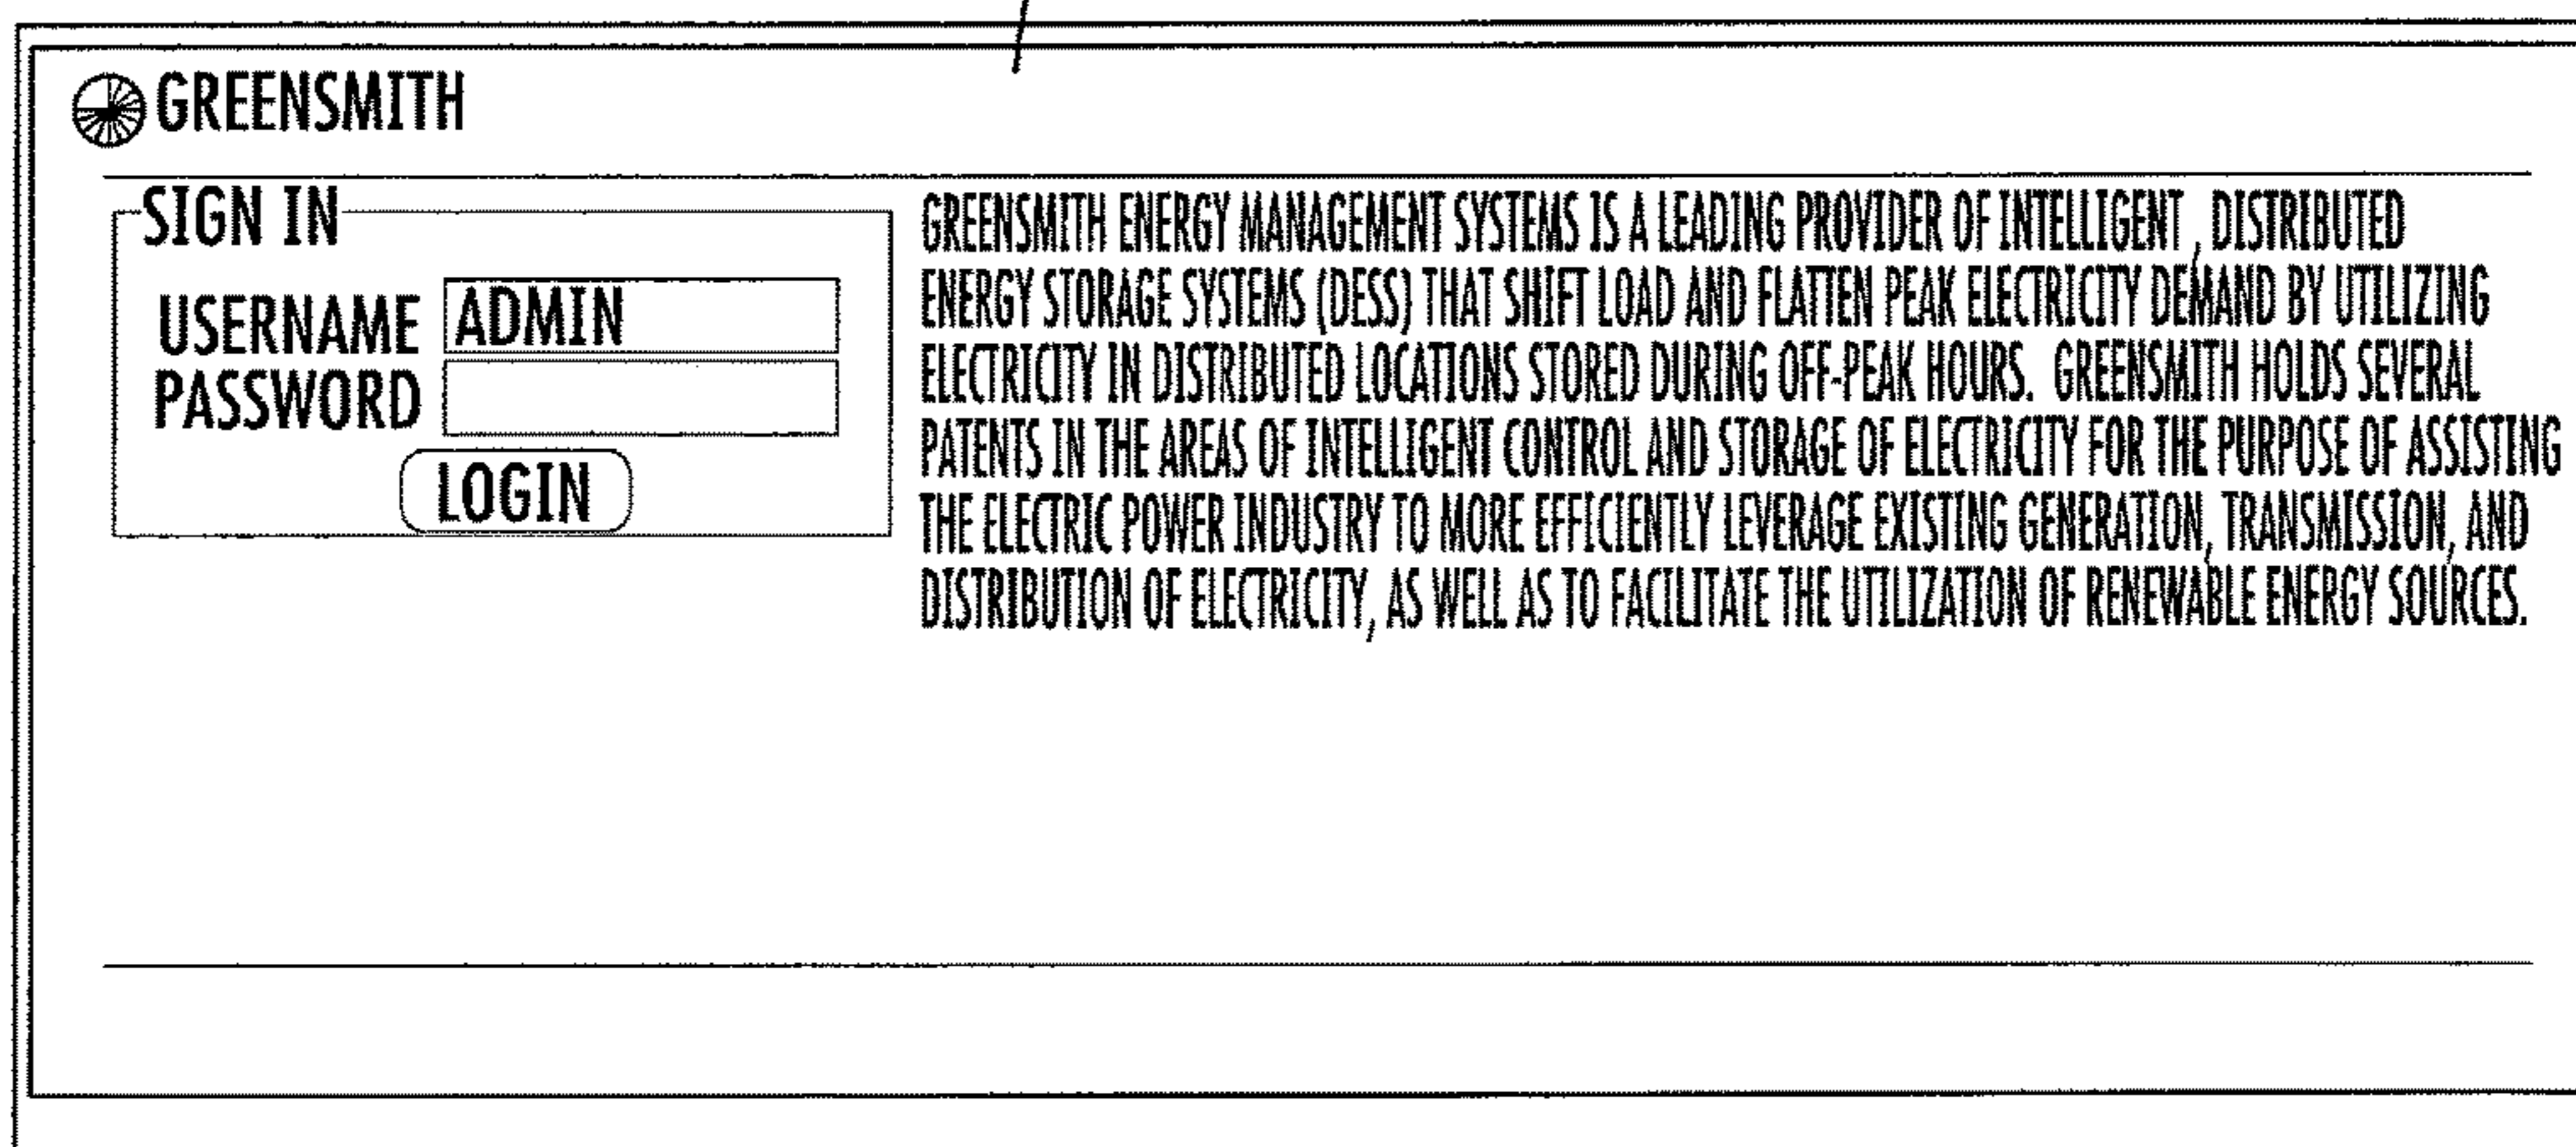 GREENSMITH
SIGN IN
USERNAME ADMIN
PASSWORD
LOGIN
GREENSMITH ENERGY MANAGEMENT SYSTEMS IS A LEADING PROVIDER OF INTELLIGENT , DISTRIBUTED
ENERGY STORAGE SYSTEMS (DESS) THAT SHIFT LOAD AND FLATTEN PEAK ELECTRICITY DEMAND BY UTILIZING
ELECTRICITY IN DISTRIBUTED LOCATIONS STORED DURING OFF-PEAK HOURS. GREENSMITH HOLDS SEVERAL
PATENTS IN THE AREAS OF INTELLIGENT CONTROL AND STORAGE OF ELECTRICITY FOR THE PURPOSE OF ASSISTING
THE ELECTRIC POWER INDUSTRY TO MORE EFFICIENTLY LEVERAGE EXISTING GENERATION, TRANSMISSION, AND
DISTRIBUTION OF ELECTRICITY, AS WELL AS TO FACILITATE THE UTILIZATION OF RENEWABLE ENERGY SOURCES.